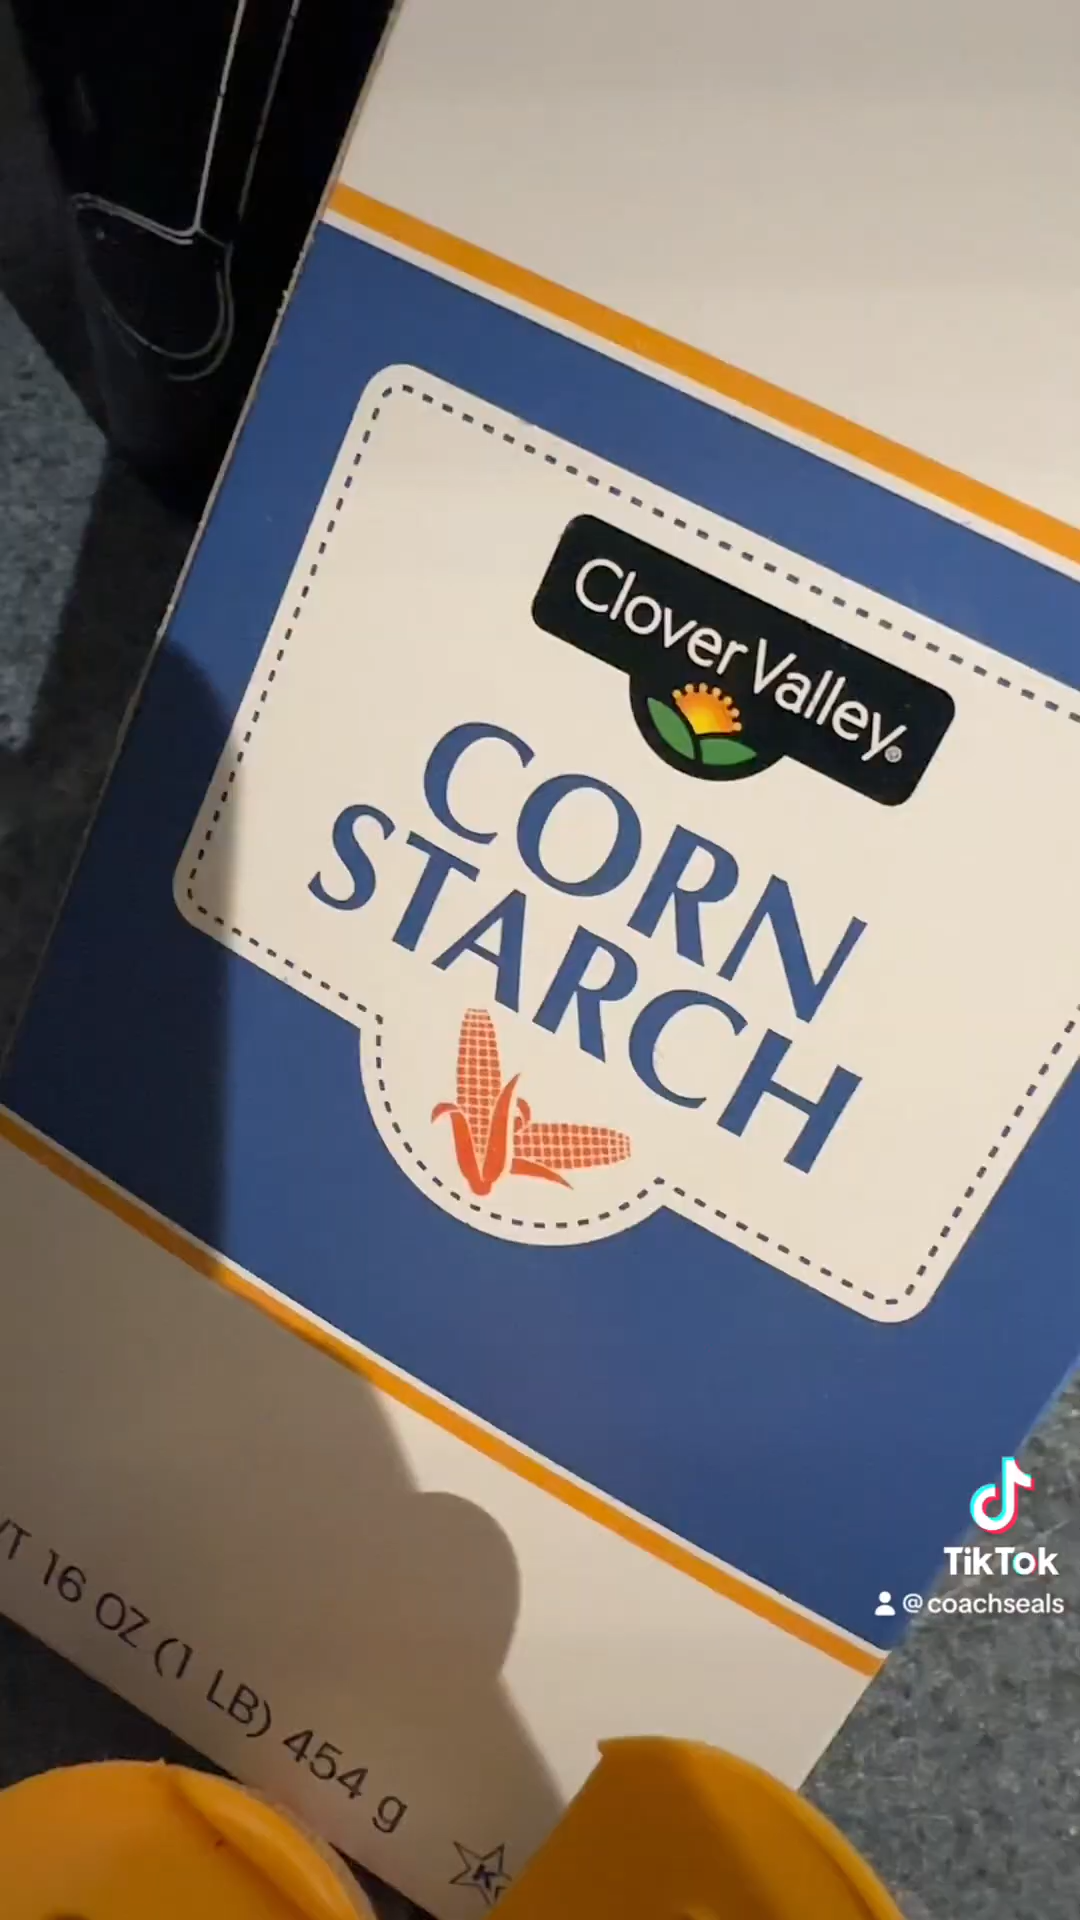 Clover Valley®
CORN
STARCH
16 OZ (1 LB) 454 g
K
TikTok
@coachseals